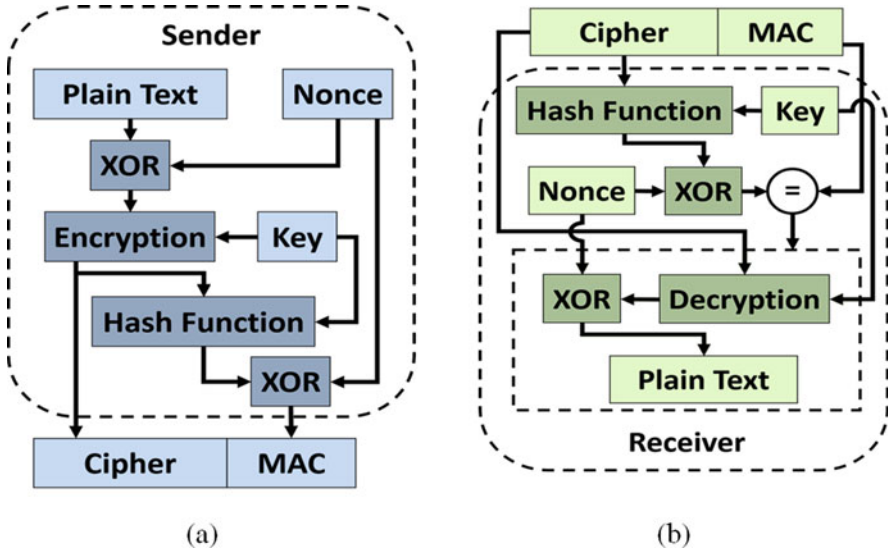 Sender
Plain Text
Nonce
XOR
Encryption
Key
Hash Function
XOR
Cipher
MAC
(a)
Cipher
MAC
Hash Function
Key
Nonce
XOR
=
XOR
Decryption
Plain Text
Receiver
(b)